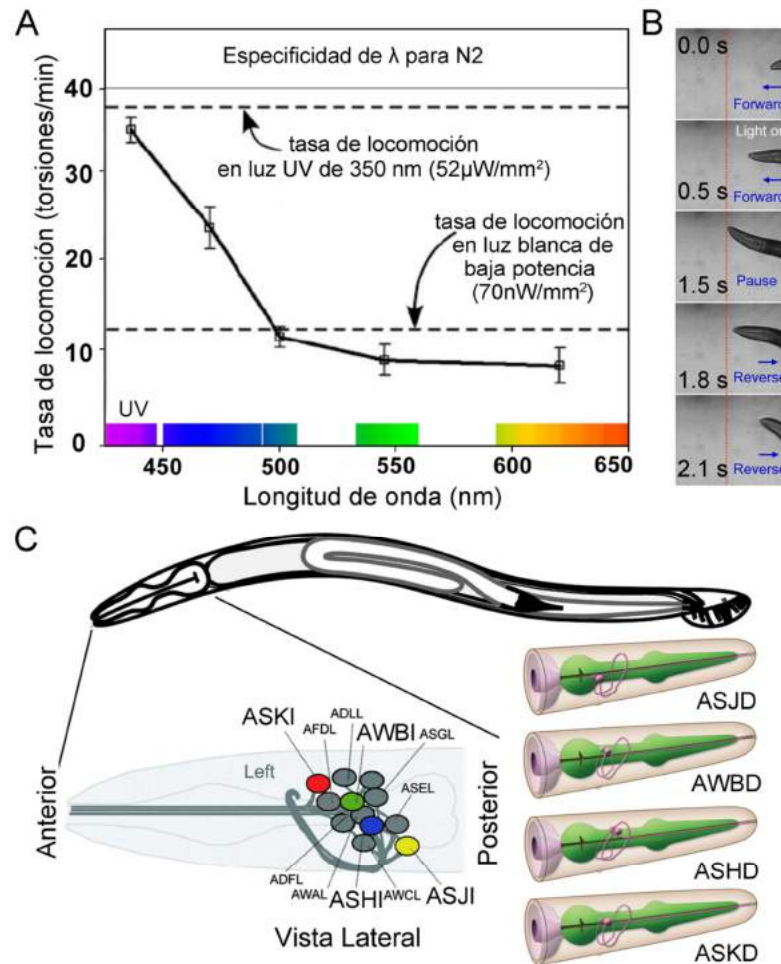 A
Especificidad de λ para N2
Tasa de locomoción (torsiones/min)
40
30
20
10
0
tasa de locomoción
en luz UV de 350 nm (52µW/mm²)
tasa de locomoción
en luz blanca de
baja potencia
(70nW/mm²)
UV
450
500
550
600
650
Longitud de onda (nm)
B
0.0 s
Forward
Light on
0.5 s
Forward
1.5 s
Pause
1.8 s
Reverse
2.1 s
Reverse
C
Anterior
Left
ASKI
AFDL
ADLL
AWBI
ASGL
ASEL
ADFL
AWAL
ASHI
AWCL
ASJI
Posterior
Vista Lateral
ASJD
AWBD
ASHD
ASKD